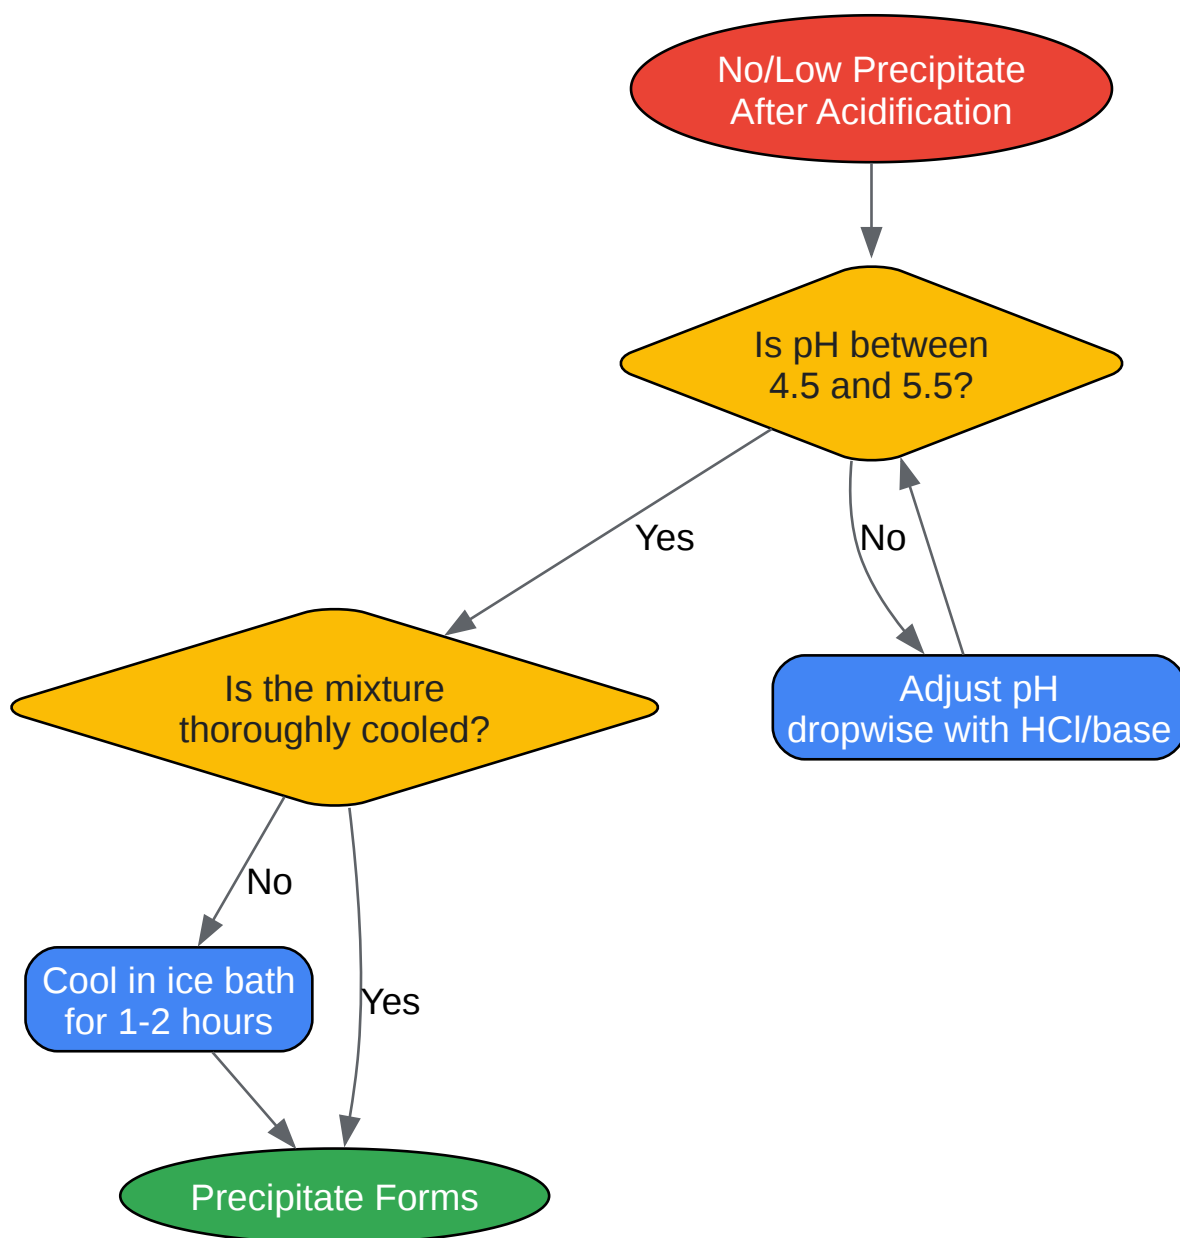 No/Low Precipitate
After Acidification
Is pH between
4.5 and 5.5?
Yes
No
Is the mixture
thoroughly cooled?
Adjust pH
dropwise with HCl/base
No
Cool in ice bath
for 1-2 hours
Yes
Precipitate Forms